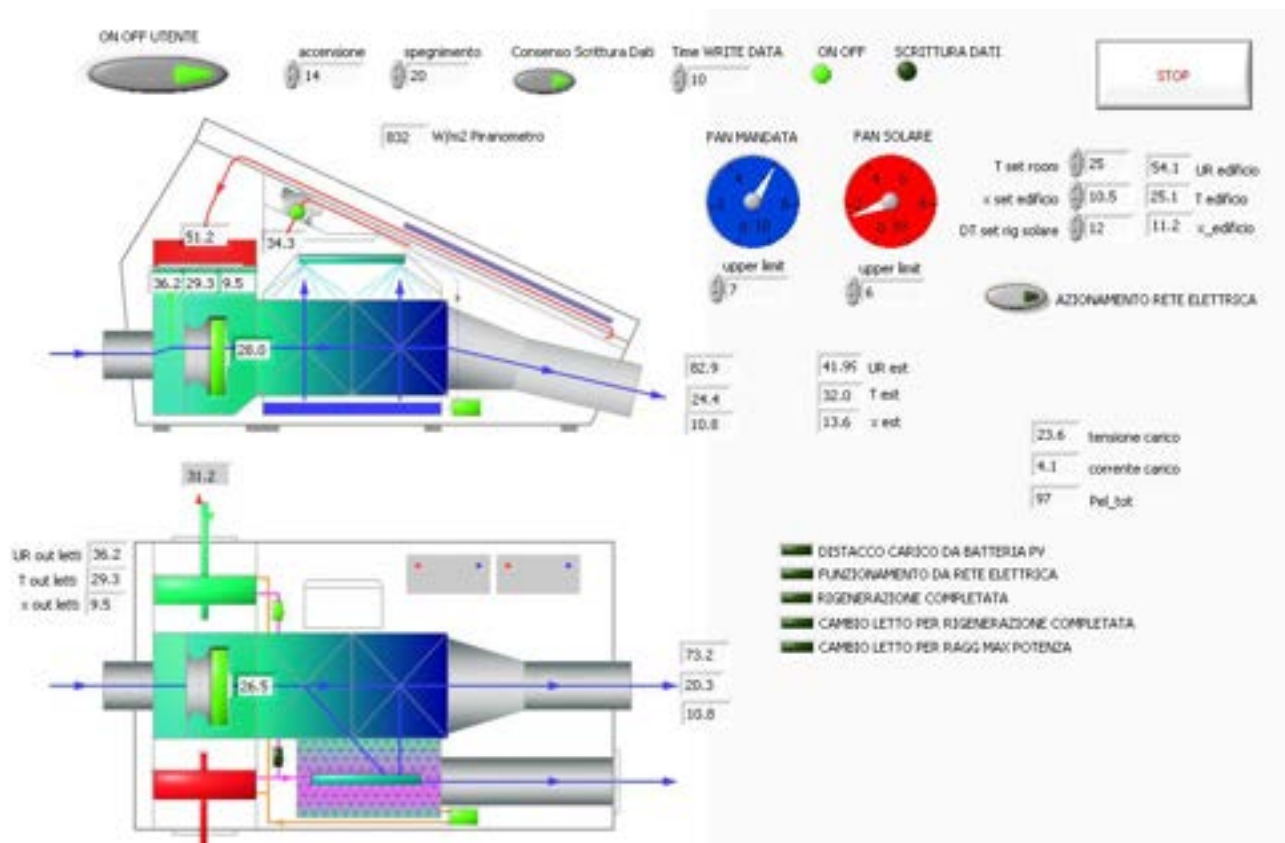 ON OFF UTENTE
accensione
14
spegnimento
20
Consenso Scrittura Dati
Time WRITE DATA
10
ON OFF
SCRITTURA DATI
STOP
832 W/m2 Piranometro
FAN MANDATA
FAN SOLARE
upper limit
7
upper limit
6
T set room 25
54.1 UR edificio
x set edificio 10.5
25.1 T edificio
DT set rig solare 12
11.2 x_edificio
AZIONAMENTO RETE ELETTRICA
51.2
34.3
36.2 29.3 9.5
28.0
82.9
24.4
10.8
41.95 UR est
32.0 T est
13.6 x est
23.6 tensione carico
4.1 corrente carico
97 Pel_tot
31.2
UR out letti 36.2
T out letti 29.3
x out letti 9.5
26.5
73.2
20.3
10.8
DISTACCO CARICO DA BATTERIA PV
FUNZIONAMENTO DA RETE ELETTRICA
RIGENERAZIONE COMPLETATA
CAMBIO LETTO PER RIGENERAZIONE COMPLETATA
CAMBIO LETTO PER RAGG MAX POTENZA